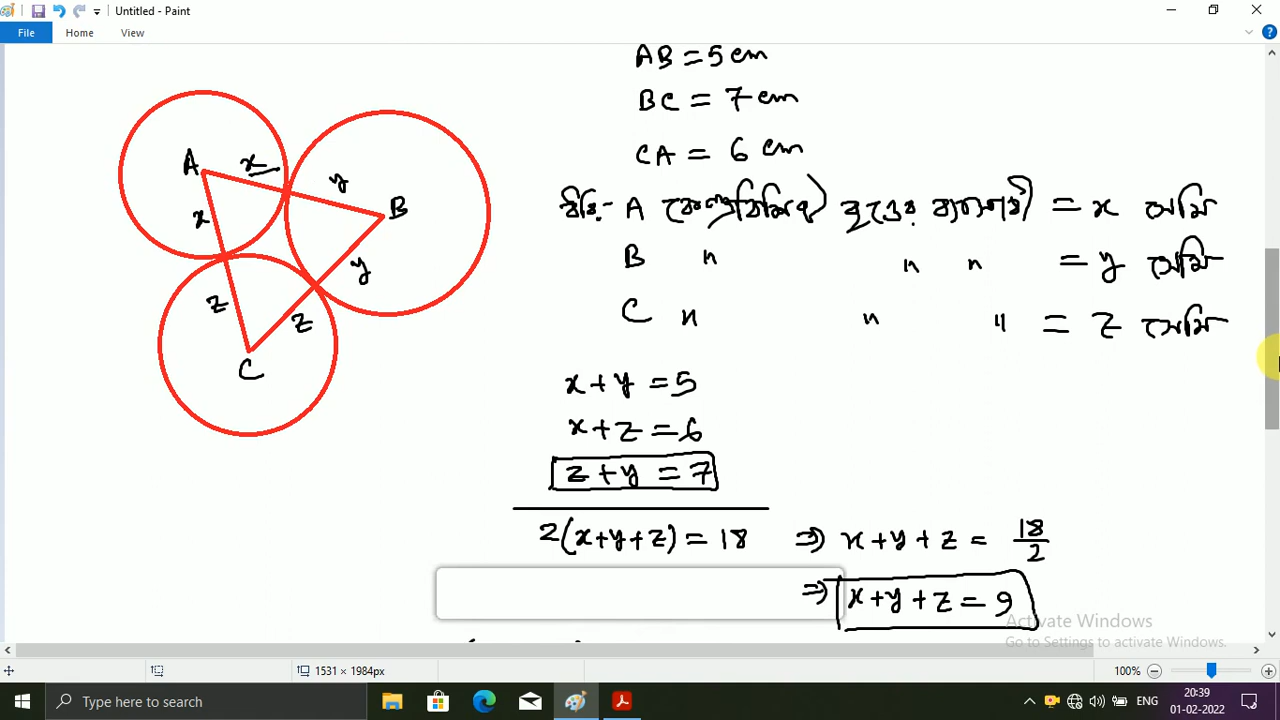 Untitled - Paint
File Home View
AB = 5 cm
BC = 7 cm
CA = 6 cm
A
x
y
B
x
y
z
z
C
ধরি:- A কেন্দ্রবিশিষ্ট বৃত্তের ব্যাসার্ধ = x সেমি
B " " " = y সেমি
C " " " = z সেমি
x+y = 5
x+z = 6
z+y = 7
2(x+y+z) = 18 ⇒ x+y+z = 18/2
⇒ x+y+z = 9
Activate Windows
Go to Settings to activate Windows.
1531 × 1984px 100%
Type here to search
ENG 20:39
01-02-2022